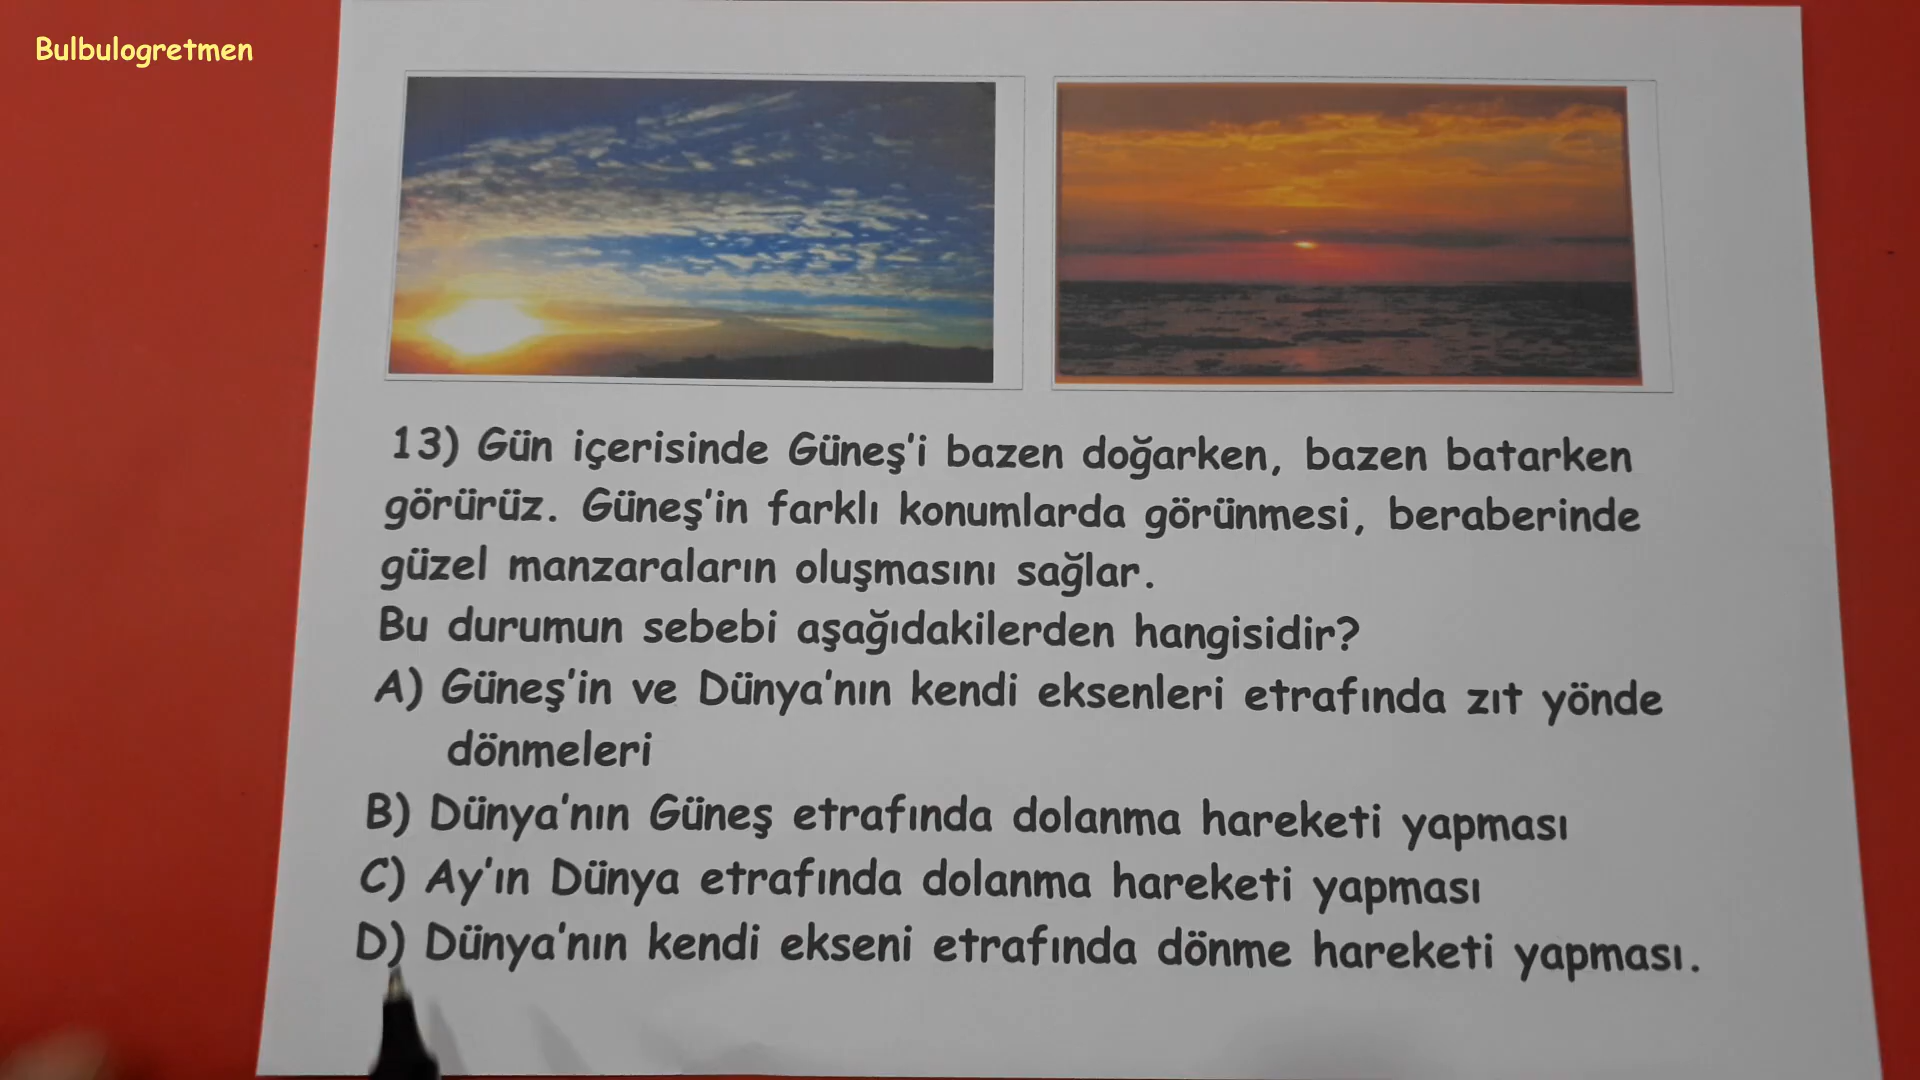 Bulbulogretmen
13) Gün içerisinde Güneş'i bazen doğarken, bazen batarken
görürüz. Güneş'in farklı konumlarda görünmesi, beraberinde
güzel manzaraların oluşmasını sağlar.
Bu durumun sebebi aşağıdakilerden hangisidir?
A) Güneş'in ve Dünya'nın kendi eksenleri etrafında zıt yönde
dönmeleri
B) Dünya'nın Güneş etrafında dolanma hareketi yapması
C) Ay'ın Dünya etrafında dolanma hareketi yapması
D) Dünya'nın kendi ekseni etrafında dönme hareketi yapması.